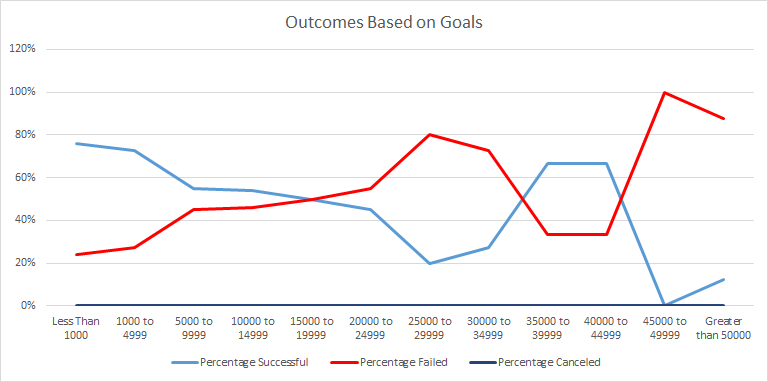 Outcomes Based on Goals
120%
100%
80%
60%
40%
20%
0%
Less Than
1000
1000 to
4999
5000 to
9999
10000 to
14999
15000 to
19999
20000 to
24999
25000 to
29999
30000 to
34999
35000 to
39999
40000 to
44999
45000 to
49999
Greater
than 50000
Percentage Successful
Percentage Failed
Percentage Canceled